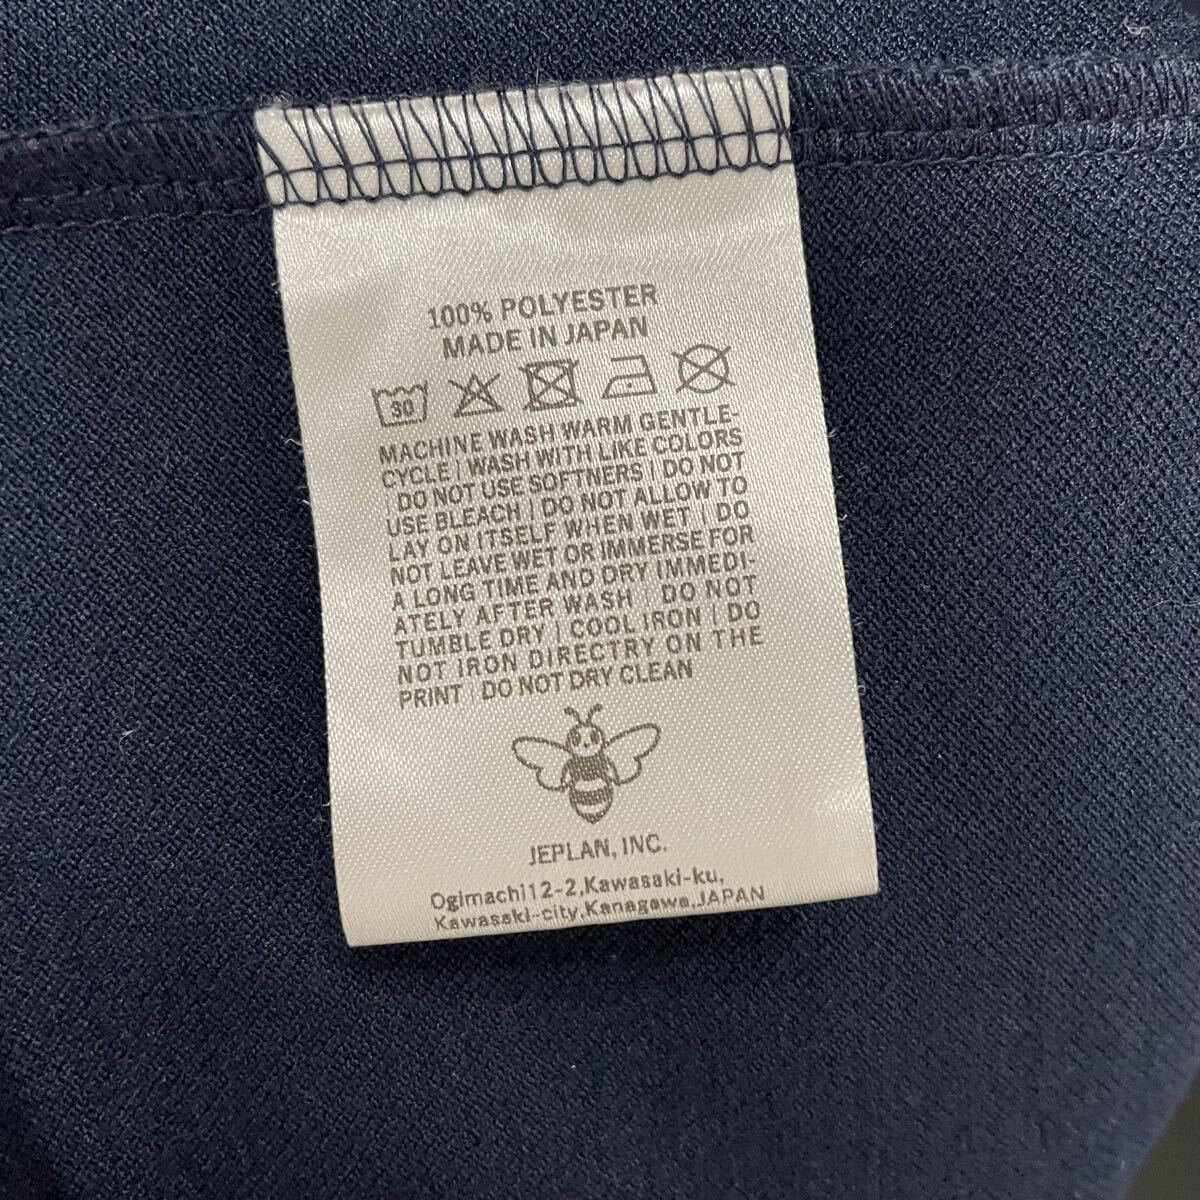 100% POLYESTER
MADE IN JAPAN
30
MACHINE WASH WARM GENTLE-
CYCLE | WASH WITH LIKE COLORS
| DO NOT USE SOFTNERS | DO NOT
USE BLEACH | DO NOT ALLOW TO
LAY ON ITSELF WHEN WET | DO
NOT LEAVE WET OR IMMERSE FOR
A LONG TIME AND DRY IMMEDI-
ATELY AFTER WASH | DO NOT
TUMBLE DRY | COOL IRON | DO
NOT IRON DIRECTRY ON THE
PRINT | DO NOT DRY CLEAN
JEPLAN, INC.
Ogimachi12-2,Kawasaki-ku,
Kawasaki-city,Kanagawa,JAPAN